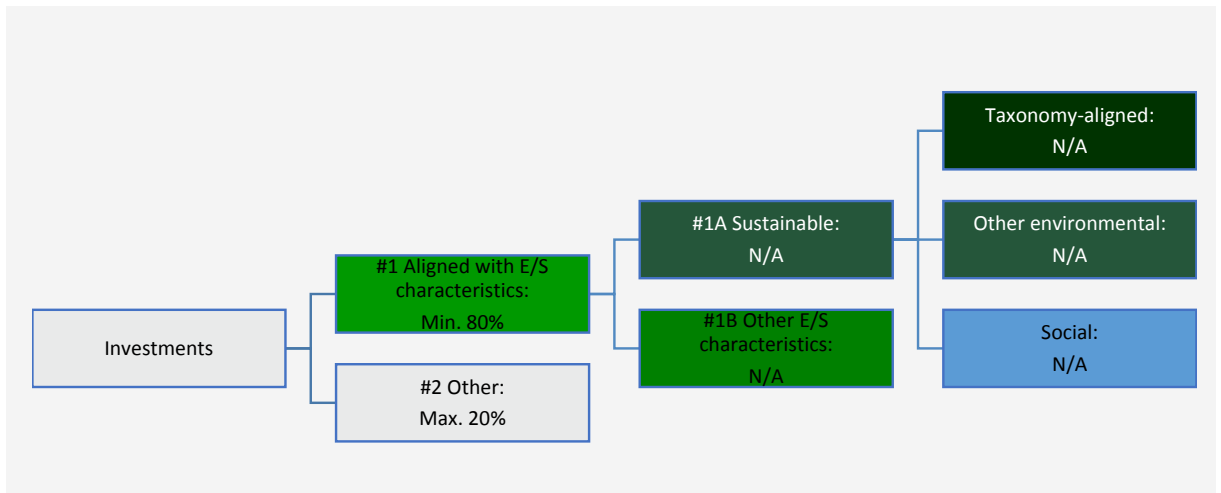 Investments
#1 Aligned with E/S
characteristics:
Min. 80%
#2 Other:
Max. 20%
#1A Sustainable:
N/A
#1B Other E/S
characteristics:
N/A
Taxonomy-aligned:
N/A
Other environmental:
N/A
Social:
N/A